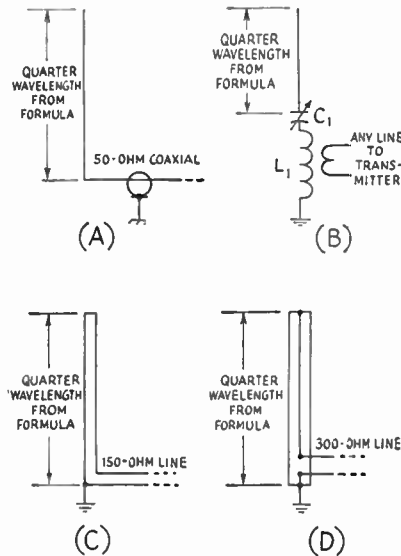 QUARTER
WAVELENGTH
FROM
FORMULA
50-OHM COAXIAL
(A)
QUARTER
WAVELENGTH
FROM
FORMULA
C1
L1
ANY LINE
TO
TRANS-
MITTER
(B)
QUARTER
WAVELENGTH
FROM
FORMULA
150-OHM LINE
(C)
QUARTER
WAVELENGTH
FROM
FORMULA
300-OHM LINE
(D)